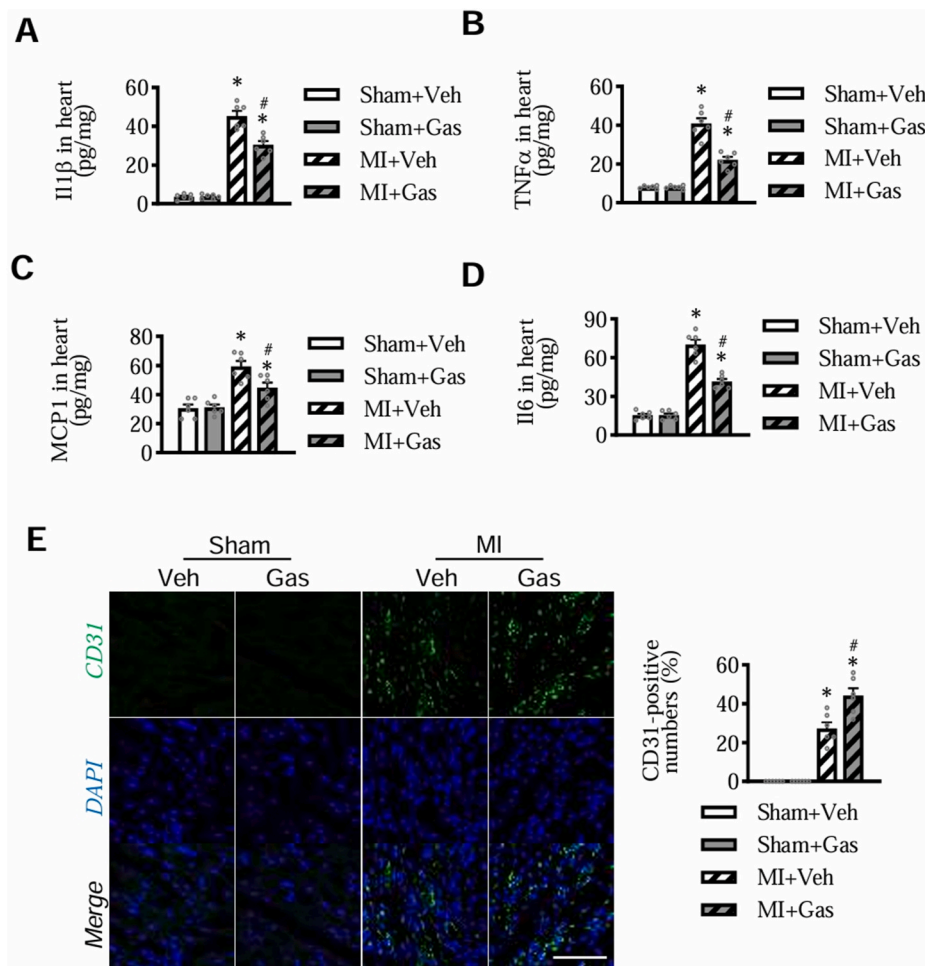 A
Il1β in heart
(pg/mg)
60
40
20
0
*
#
*
Sham+Veh
Sham+Gas
MI+Veh
MI+Gas
B
TNFα in heart
(pg/mg)
60
40
20
0
*
#
*
Sham+Veh
Sham+Gas
MI+Veh
MI+Gas
C
MCP1 in heart
(pg/mg)
80
60
40
20
0
*
#
*
Sham+Veh
Sham+Gas
MI+Veh
MI+Gas
D
Il6 in heart
(pg/mg)
90
60
30
0
*
#
*
Sham+Veh
Sham+Gas
MI+Veh
MI+Gas
E
Sham MI
Veh Gas Veh Gas
CD31
DAPI
Merge
CD31-positive
numbers (%)
60
40
20
0
*
#
*
Sham+Veh
Sham+Gas
MI+Veh
MI+Gas